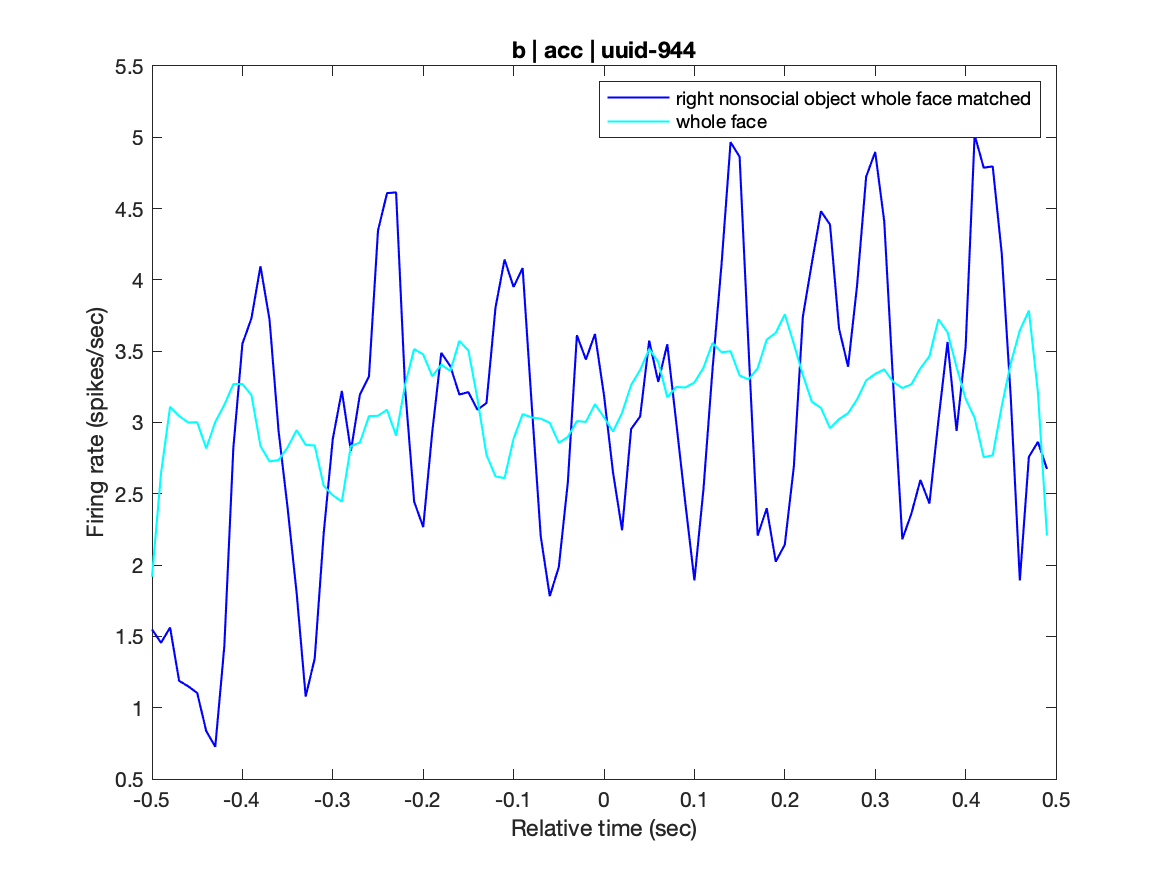 b | acc | uuid-944
right nonsocial object whole face matched
whole face
Firing rate (spikes/sec)
5.5
5
4.5
4
3.5
3
2.5
2
1.5
1
0.5
-0.5 -0.4 -0.3 -0.2 -0.1 0 0.1 0.2 0.3 0.4 0.5
Relative time (sec)